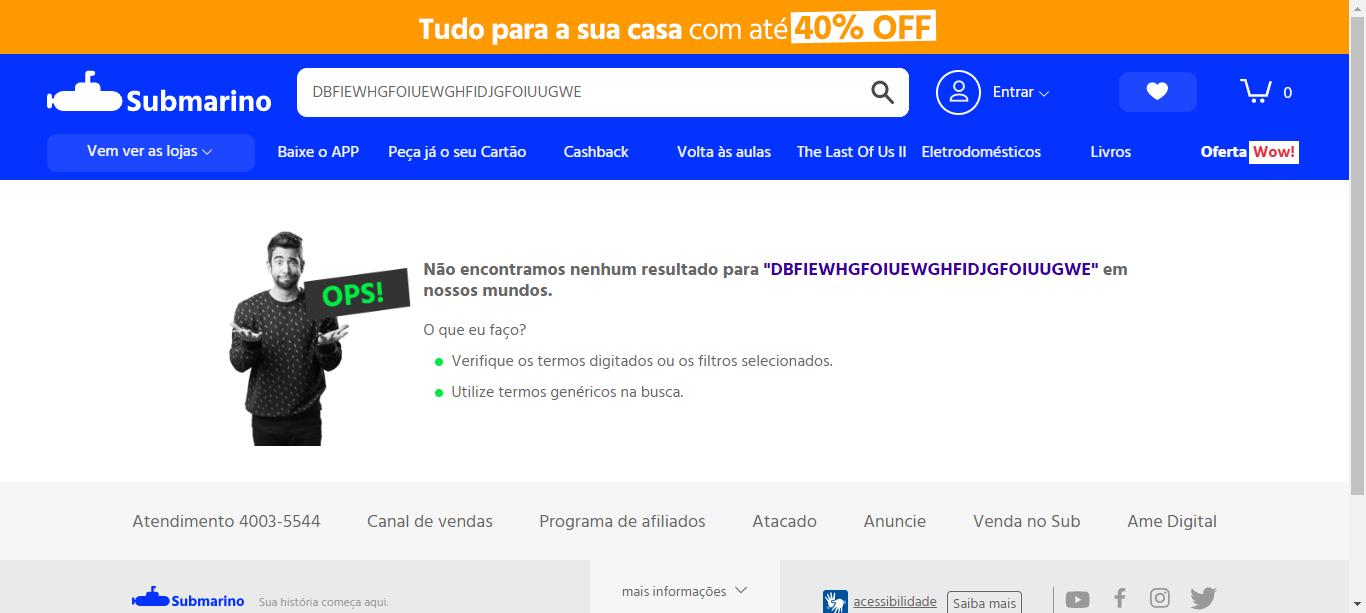 Tudo para a sua casa com até 40% OFF
Submarino
DBFIEWHGFOIUEWGHFIDJGFOIUUGWE
Entrar
0
Vem ver as lojas
Baixe o APP
Peça já o seu Cartão
Cashback
Volta às aulas
The Last Of Us II
Eletrodomésticos
Livros
Oferta Wow!
OPS!
Não encontramos nenhum resultado para "DBFIEWHGFOIUEWGHFIDJGFOIUUGWE" em
nossos mundos.
O que eu faço?
Verifique os termos digitados ou os filtros selecionados.
Utilize termos genéricos na busca.
Atendimento 4003-5544
Canal de vendas
Programa de afiliados
Atacado
Anuncie
Venda no Sub
Ame Digital
Submarino
Sua história começa aqui.
mais informações
acessibilidade
Saiba mais